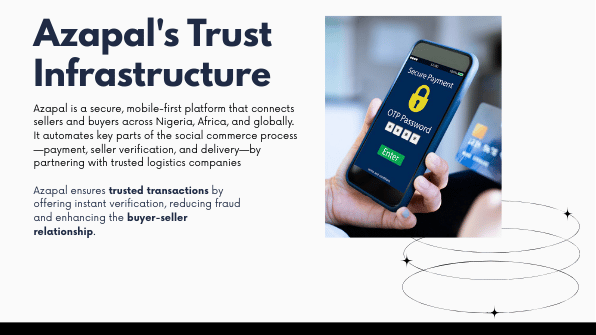 Azapal's Trust
Infrastructure
Azapal is a secure, mobile-first platform that connects
sellers and buyers across Nigeria, Africa, and globally.
It automates key parts of the social commerce process
—payment, seller verification, and delivery—by
partnering with trusted logistics companies
Azapal ensures trusted transactions by
offering instant verification, reducing fraud
and enhancing the buyer-seller
relationship.
Secure Payment
OTP Password
Enter